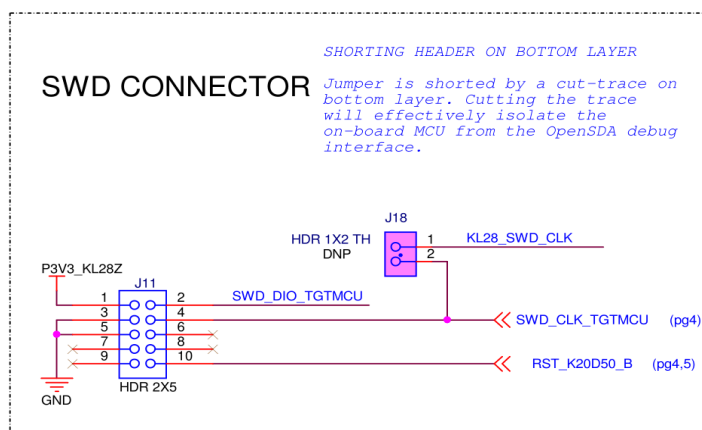 SHORTING HEADER ON BOTTOM LAYER
SWD CONNECTOR
Jumper is shorted by a cut-trace on
bottom layer. Cutting the trace
will effectively isolate the
on-board MCU from the OpenSDA debug
interface.
J18
HDR 1X2 TH
DNP
1
KL28_SWD_CLK
2
P3V3_KL28Z
J11
1
2
SWD_DIO_TGTMCU
3
4
SWD_CLK_TGTMCU (pg4)
5
6
7
8
9
10
RST_K20D50_B (pg4,5)
HDR 2X5
GND